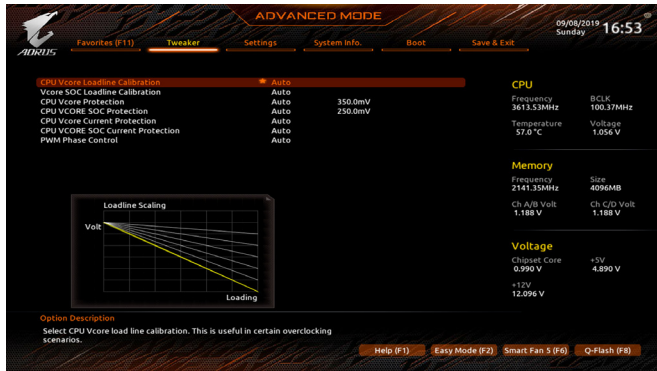 ADVANCED MODE
09/08/2019 Sunday 16:53
AORUS
Favorites (F11) Tweaker Settings System Info. Boot Save & Exit
CPU Vcore Loadline Calibration Auto
Vcore SOC Loadline Calibration Auto
CPU Vcore Protection Auto 350.0mV
CPU VCORE SOC Protection Auto 250.0mV
CPU Vcore Current Protection Auto
CPU VCORE SOC Current Protection Auto
PWM Phase Control Auto
CPU
Frequency BCLK
3613.53MHz 100.37MHz
Temperature Voltage
57.0 °C 1.056 V
Memory
Frequency Size
2141.35MHz 4096MB
Ch A/B Volt Ch C/D Volt
1.188 V 1.188 V
Voltage
Chipset Core +5V
0.990 V 4.890 V
+12V
12.096 V
Loadline Scaling
Volt
Loading
Option Description
Select CPU Vcore load line calibration. This is useful in certain overclocking
scenarios.
Help (F1) Easy Mode (F2) Smart Fan 5 (F6) Q-Flash (F8)